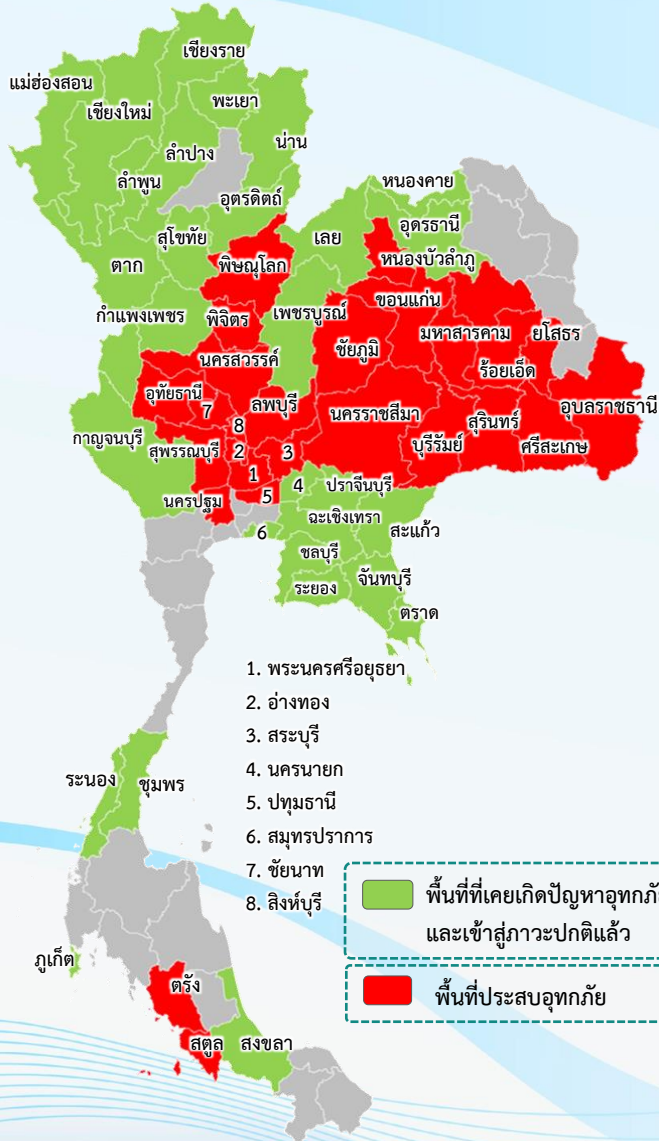 เชียงราย
แม่ฮ่องสอน
พะเยา
เชียงใหม่
น่าน
ลำปาง
ลำพูน
อุตรดิตถ์
หนองคาย
อุดรธานี
สุโขทัย
เลย
พิษณุโลก
หนองบัวลำภู
ตาก
ขอนแก่น
กำแพงเพชร
พิจิตร
เพชรบูรณ์
มหาสารคาม
ยโสธร
ชัยภูมิ
นครสวรรค์
ร้อยเอ็ด
อุทัยธานี
ลพบุรี
อุบลราชธานี
7
นครราชสีมา
สุรินทร์
8
กาญจนบุรี
สุพรรณบุรี
2
3
บุรีรัมย์
ศรีสะเกษ
1
4
ปราจีนบุรี
นครปฐม
5
ฉะเชิงเทรา
6
สระแก้ว
ชลบุรี
จันทบุรี
ระยอง
ตราด
1. พระนครศรีอยุธยา
2. อ่างทอง
3. สระบุรี
4. นครนายก
5. ปทุมธานี
6. สมุทรปราการ
7. ชัยนาท
8. สิงห์บุรี
ระนอง
ชุมพร
พื้นที่ที่เคยเกิดปัญหาอุทกภั
และเข้าสู่ภาวะปกติแล้ว
พื้นที่ประสบอุทกภัย
ภูเก็ต
ตรัง
สตูล
สงขลา